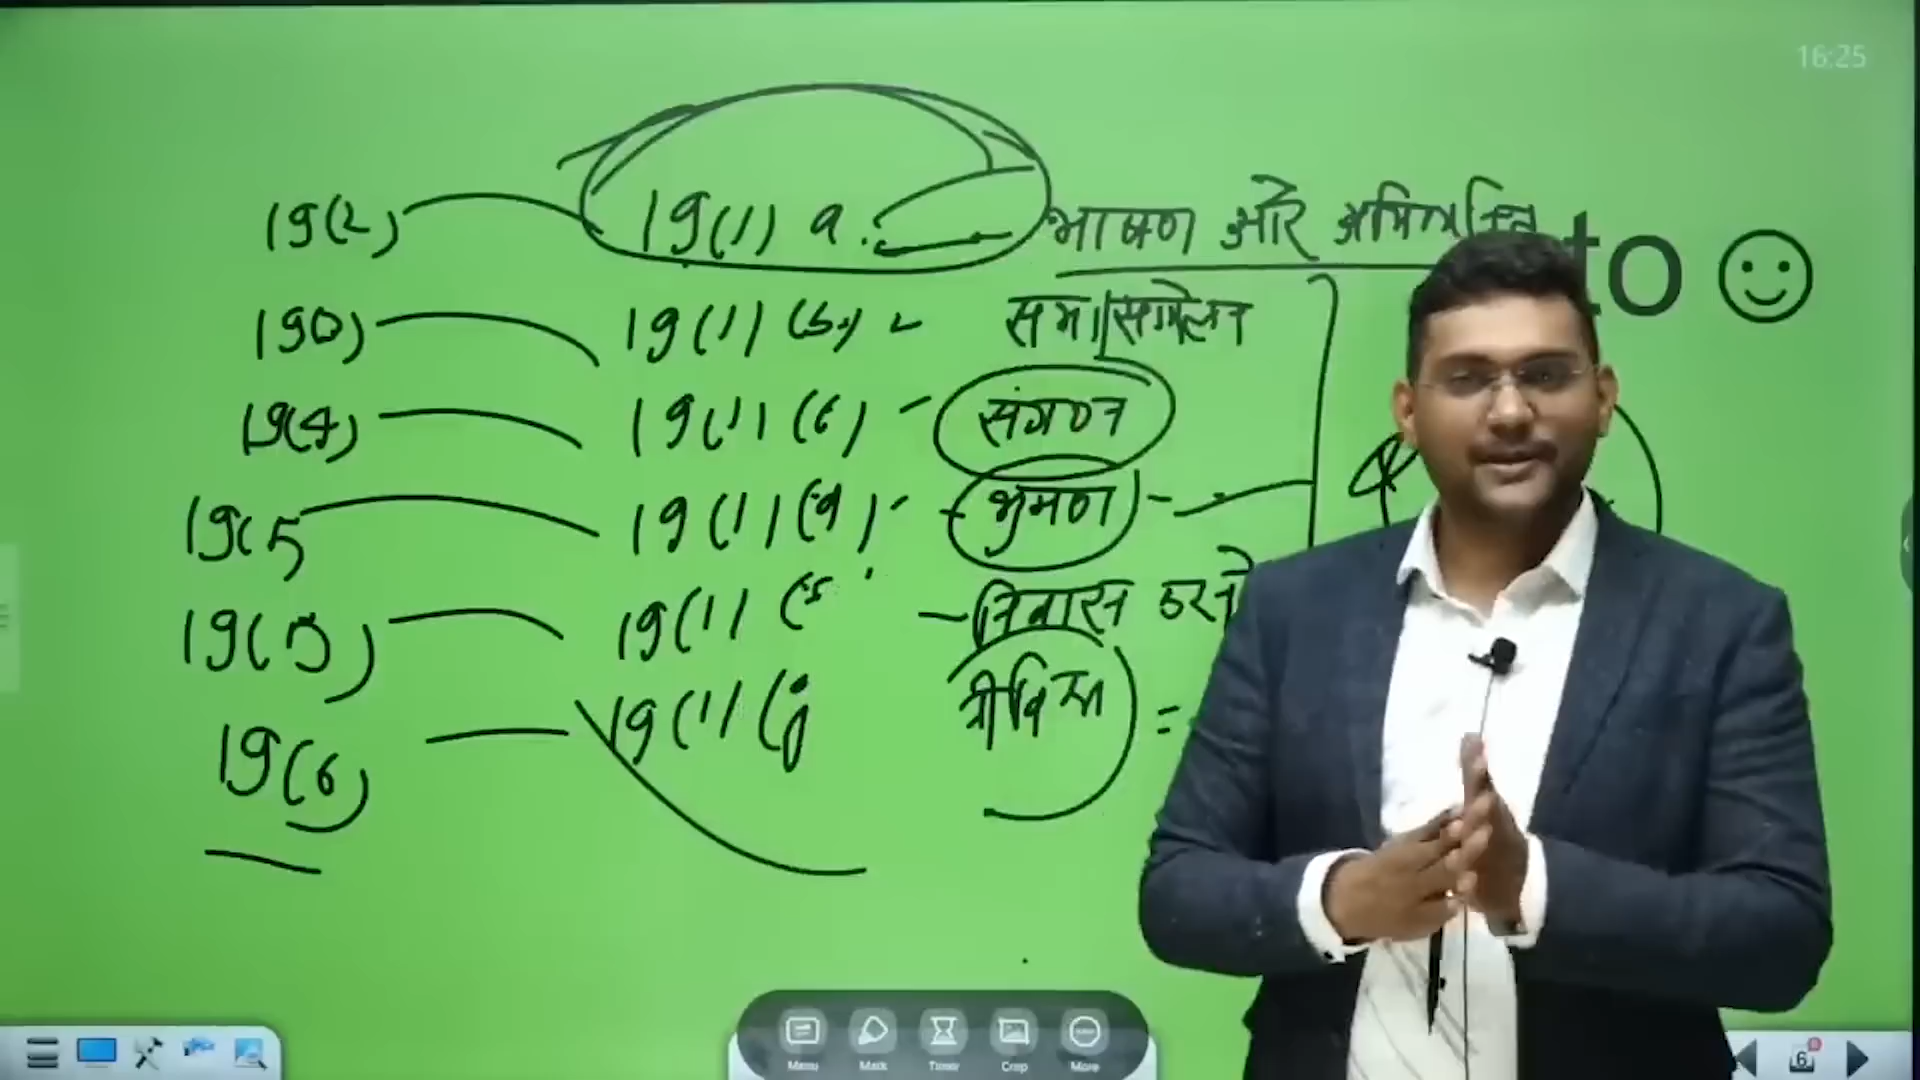 16:25
19(2) 19(1) a. भाषण और अभिव्यक्ति to ☺
19(3) 19(1) (b) सभा/सम्मेलन
19(4) 19(1) (c) संगठन
19(5 19(1) (d) भ्रमण
19(5) 19(1) निवास करने
19(6) 19(1) (g
Menu Mark Timer Crop More
6